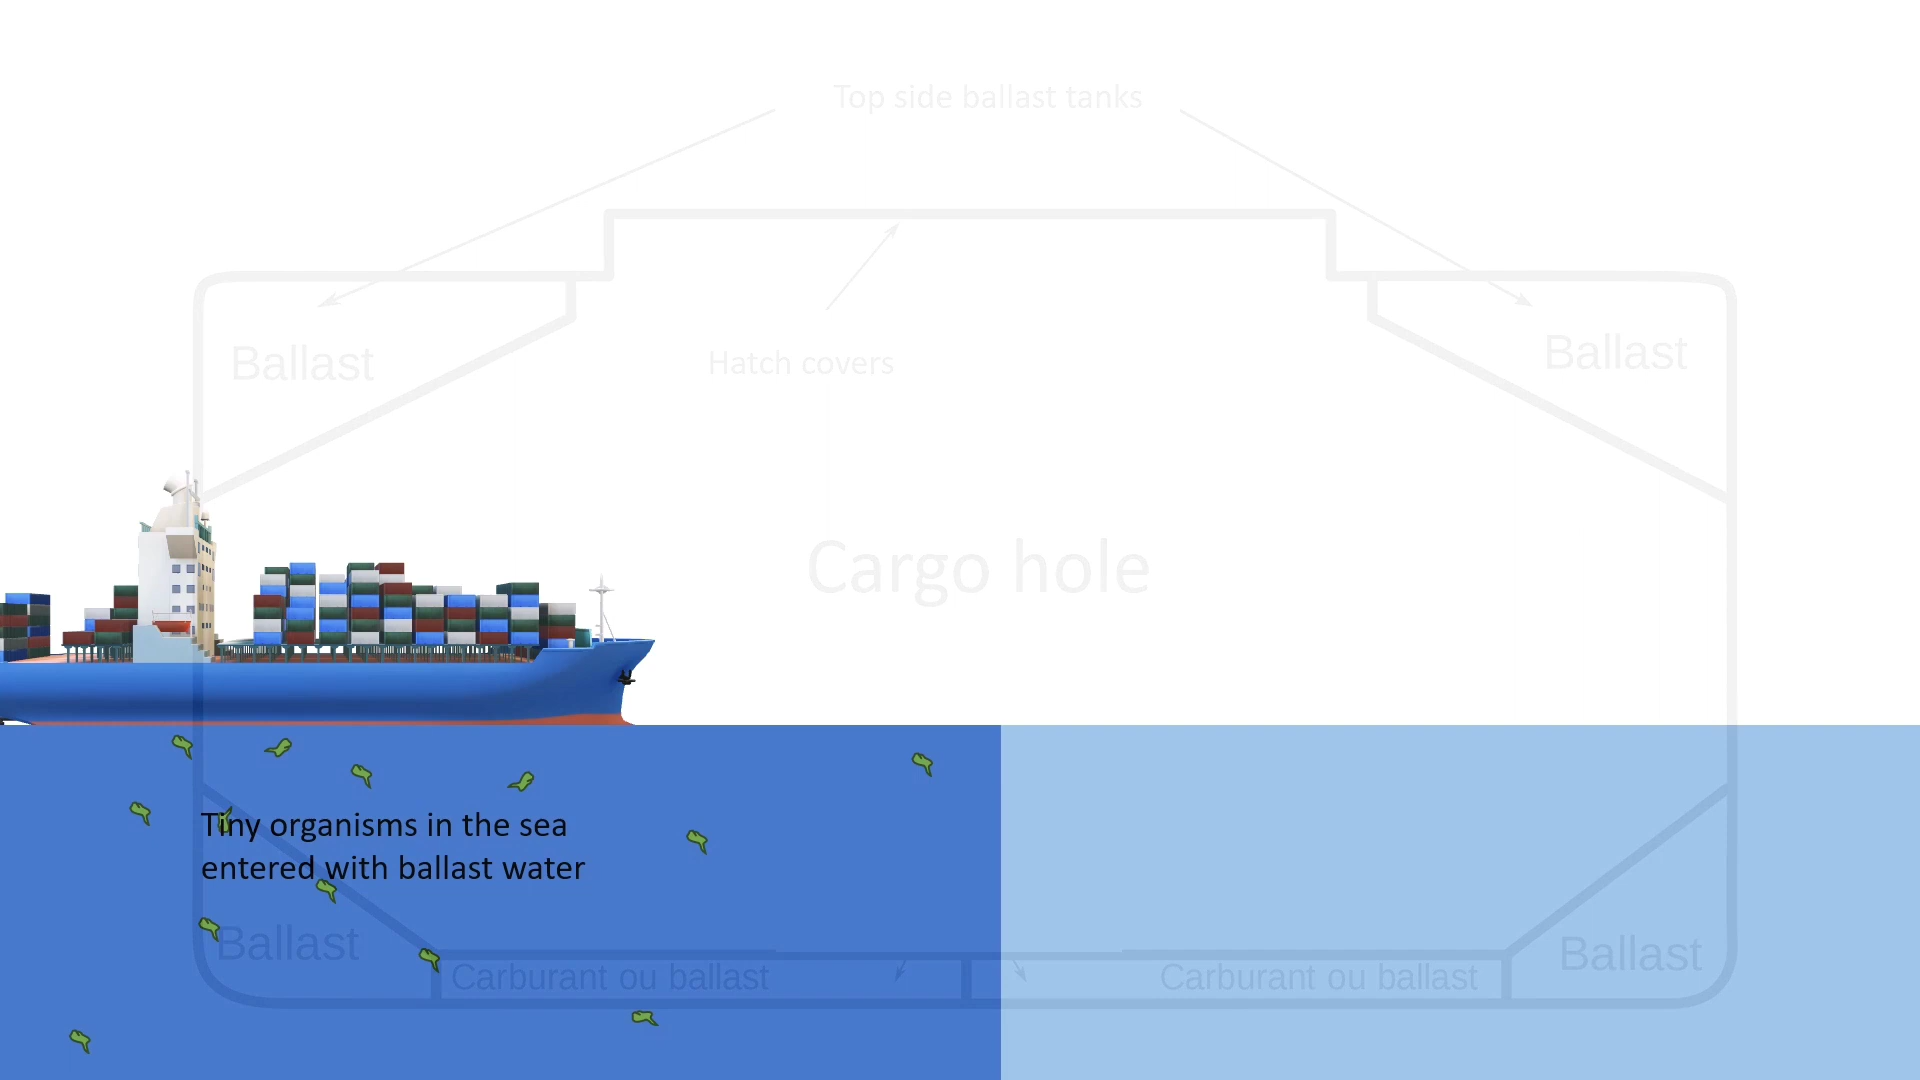 Top side ballast tanks
Ballast
Hatch covers
Ballast
Cargo hole
Tiny organisms in the sea
entered with ballast water
Ballast
Carburant ou ballast
Carburant ou ballast
Ballast